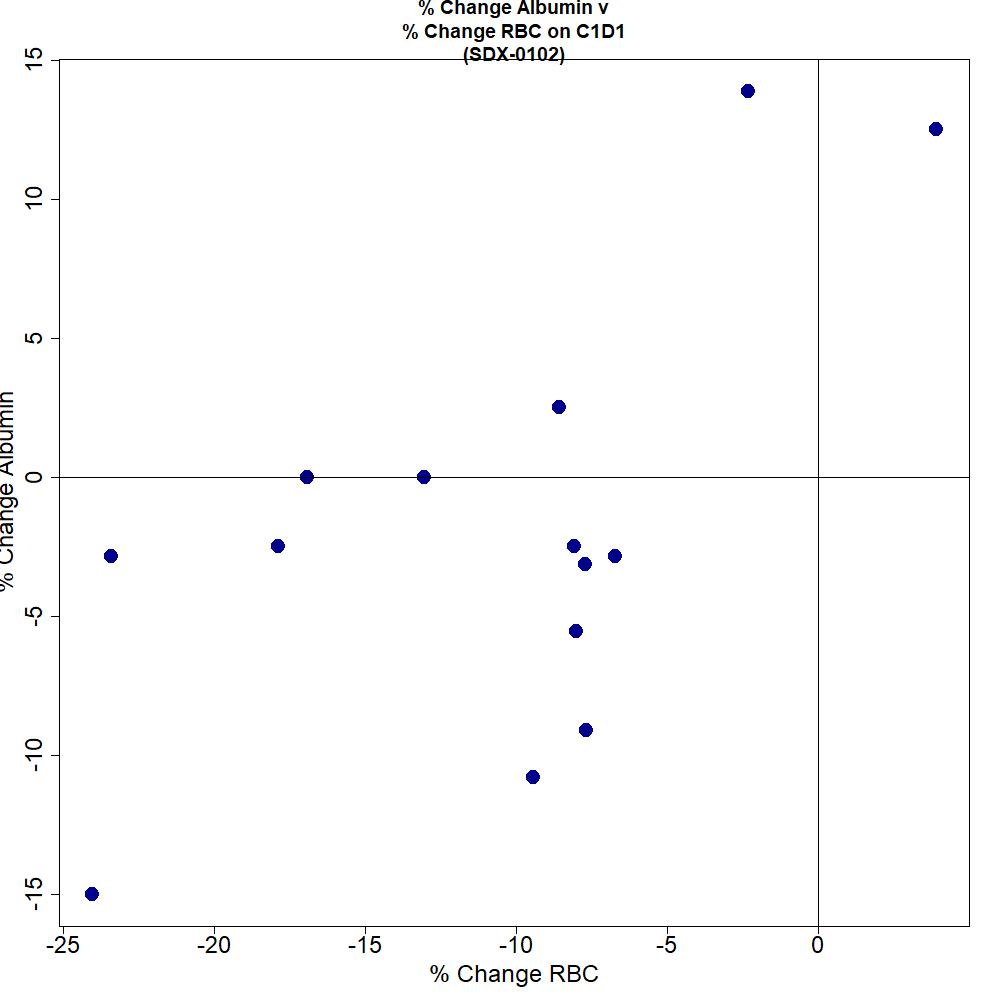 % Change Albumin v
% Change RBC on C1D1
(SDX-0102)
15
10
5
0
-5
-10
-15
% Change Albumin
-25
-20
-15
-10
-5
0
% Change RBC